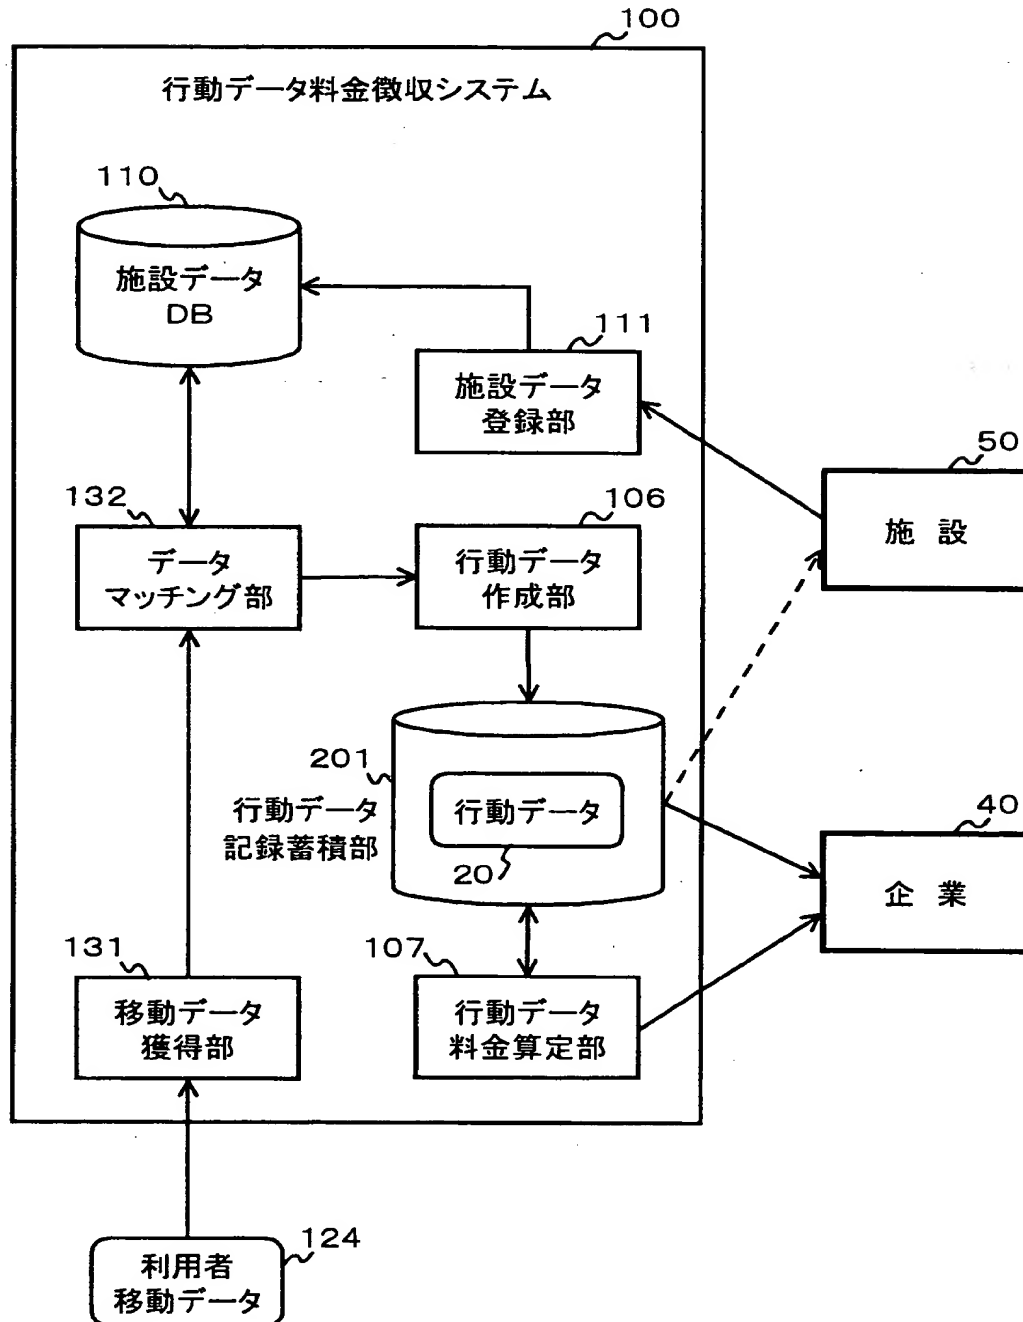 100
行動データ料金徴収システム
110
施設データ
DB
111
施設データ
登録部
50
施 設
132
データ
マッチング部
106
行動データ
作成部
201
行動データ
記録蓄積部
行動データ
20
40
企 業
131
移動データ
獲得部
107
行動データ
料金算定部
124
利用者
移動データ